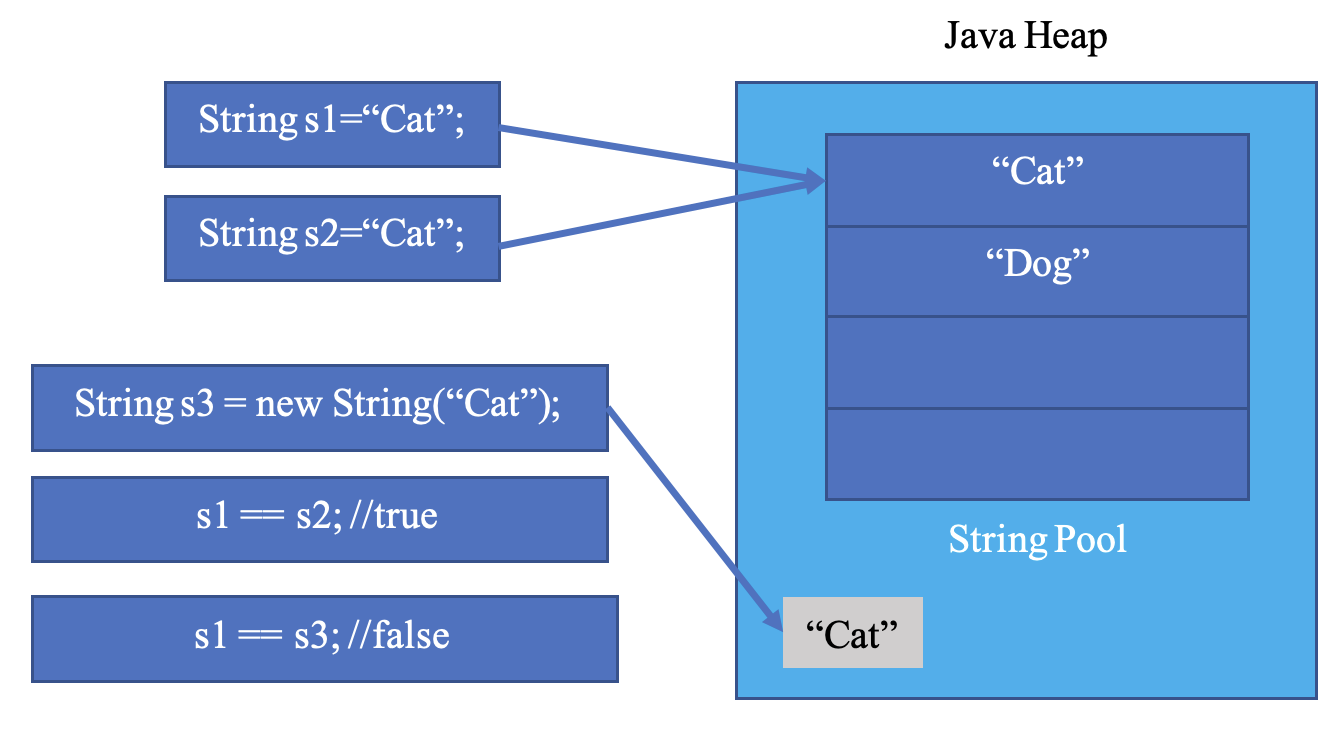 Java Heap
String s1=“Cat”;
String s2=“Cat”;
“Cat”
“Dog”
String s3 = new String(“Cat”);
s1 == s2; //true
s1 == s3; //false
String Pool
“Cat”